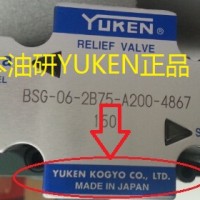 YUKEN
RELIEF VALVE
油研YUKEN正品
BSG-06-2B75-A200-4867
150
YUKEN KOGYO CO., LTD.
MADE IN JAPAN